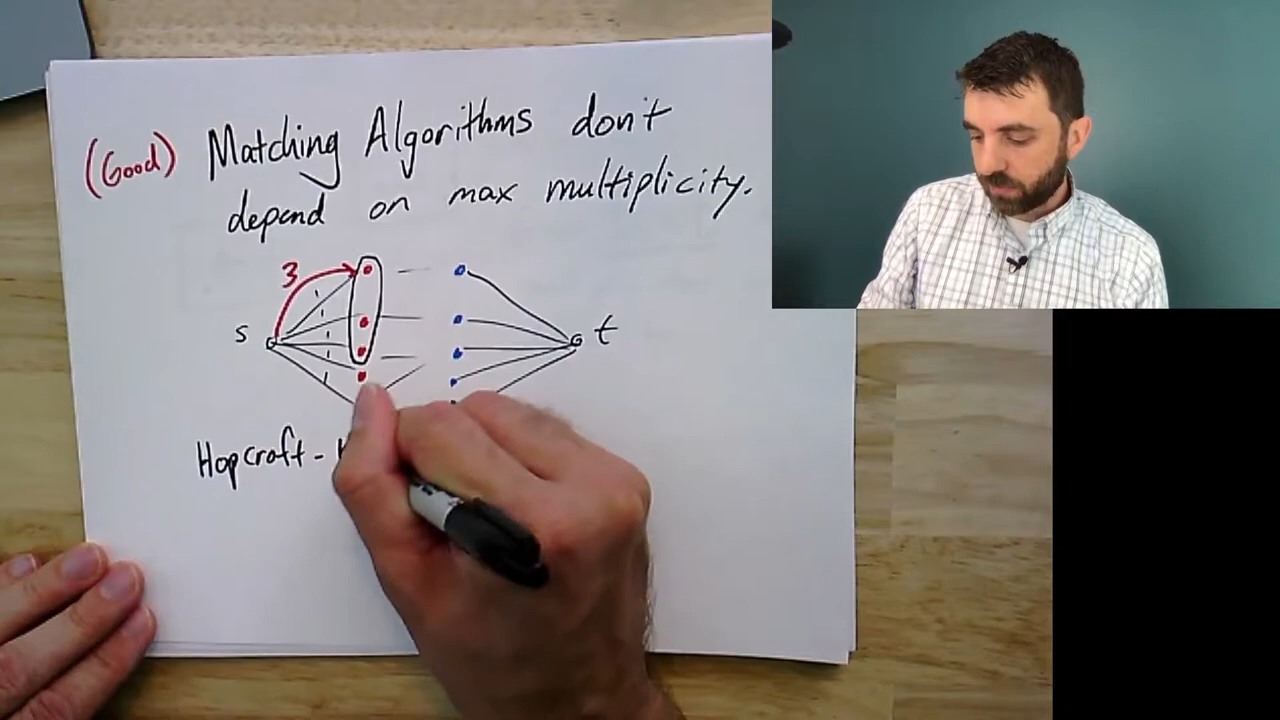 (Good) Matching Algorithms don't
depend on max multiplicity.
3
s
t
Hopcroft -